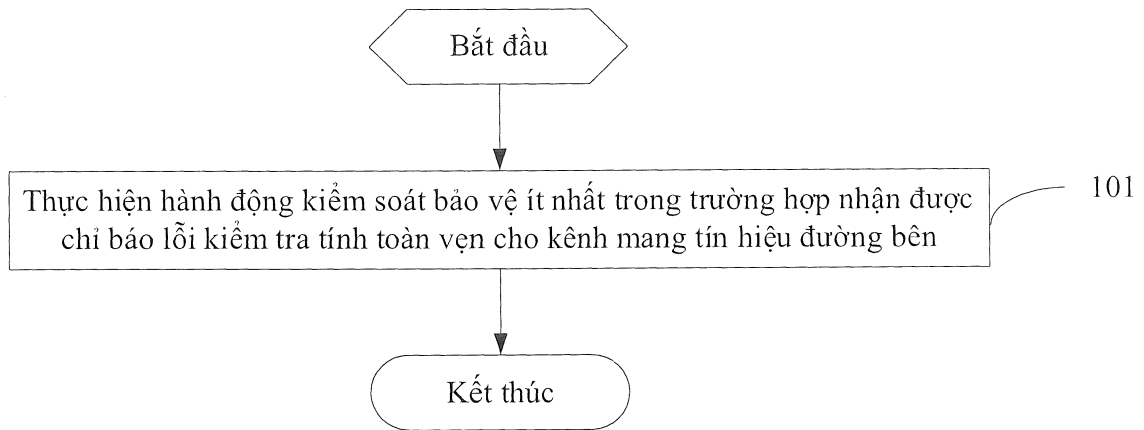 Bắt đầu
Thực hiện hành động kiểm soát bảo vệ ít nhất trong trường hợp nhận được
chỉ báo lỗi kiểm tra tính toàn vẹn cho kênh mang tín hiệu đường bên
101
Kết thúc